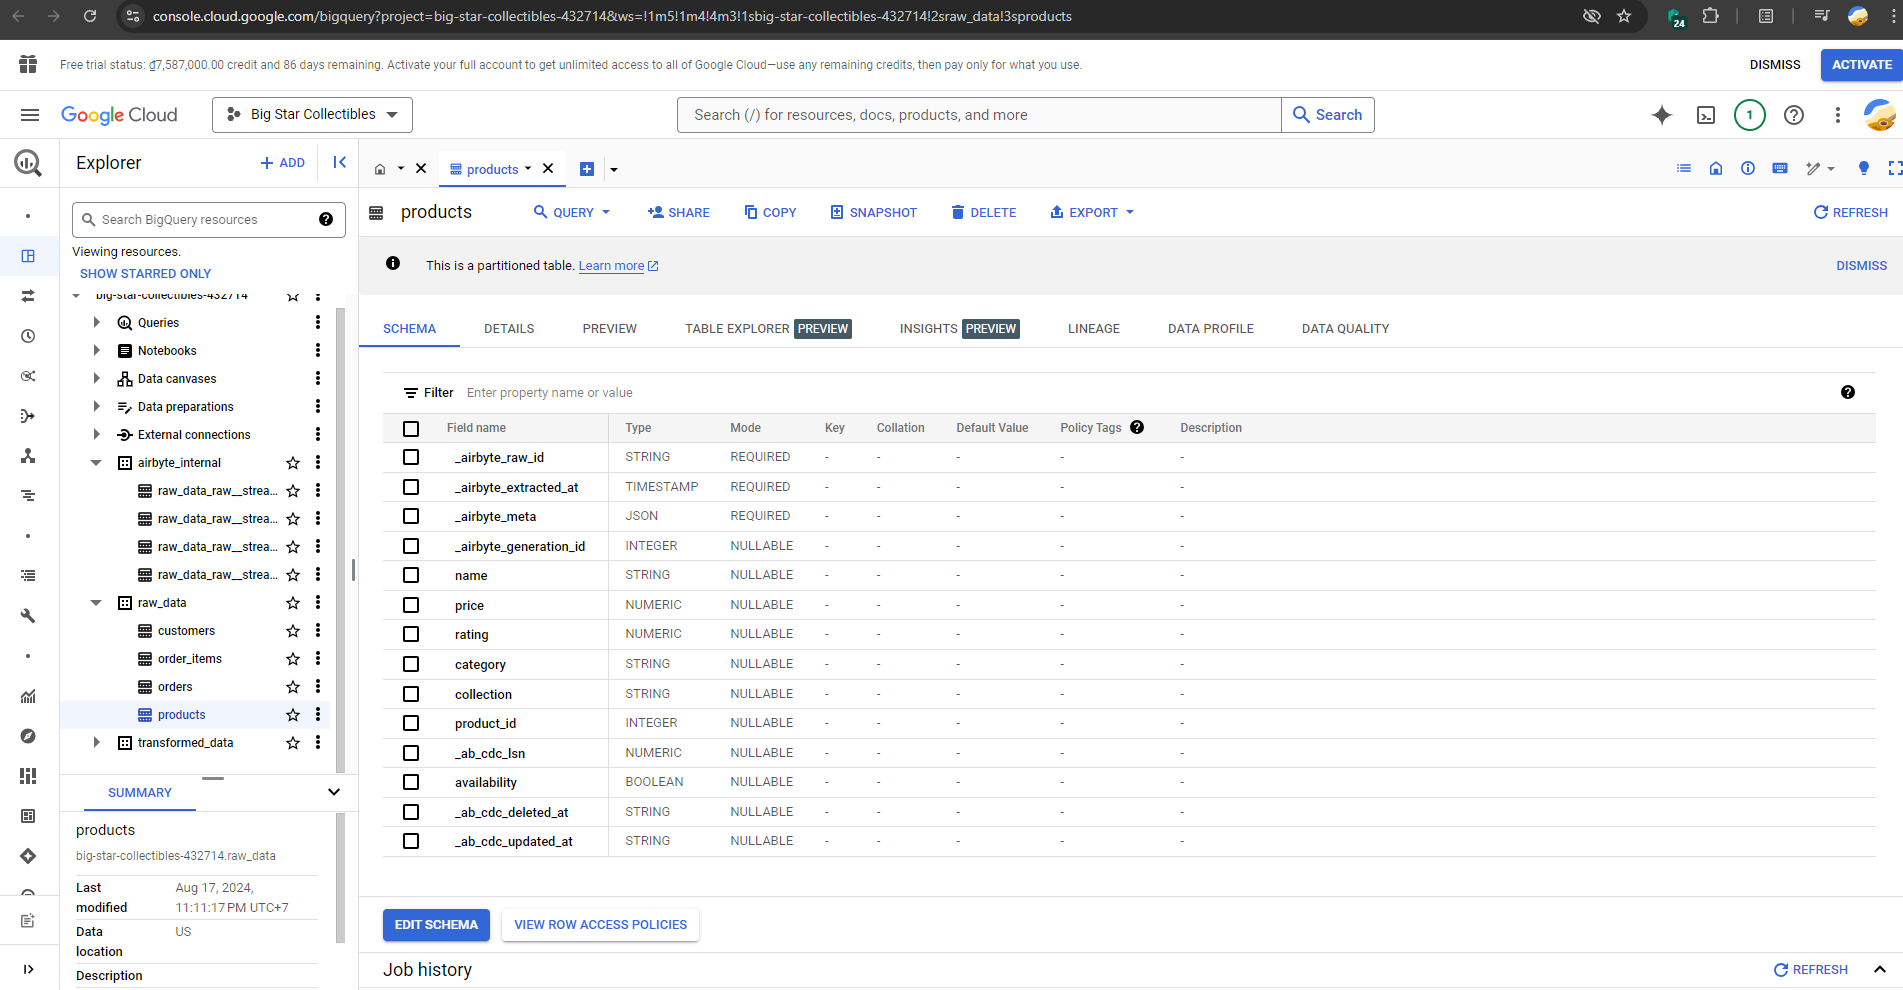 console.cloud.google.com/bigquery?project=big-star-collectibles-432714&ws=!1m5!1m4!4m3!1sbig-star-collectibles-432714!2sraw_data!3sproducts
24
Free trial status: ₫7,587,000.00 credit and 86 days remaining. Activate your full account to get unlimited access to all of Google Cloud—use any remaining credits, then pay only for what you use.
DISMISS
ACTIVATE
Google Cloud
Big Star Collectibles
Search (/) for resources, docs, products, and more
Search
1
Explorer
ADD
products
Search BigQuery resources
Viewing resources.
SHOW STARRED ONLY
big-star-collectibles-432714
Queries
Notebooks
Data canvases
Data preparations
External connections
airbyte_internal
raw_data_raw__strea...
raw_data_raw__strea...
raw_data_raw__strea...
raw_data_raw__strea...
raw_data
customers
order_items
orders
products
transformed_data
SUMMARY
products
big-star-collectibles-432714.raw_data
Last modified Aug 17, 2024, 11:11:17 PM UTC+7
Data location US
Description
products
QUERY
SHARE
COPY
SNAPSHOT
DELETE
EXPORT
REFRESH
This is a partitioned table. Learn more
DISMISS
SCHEMA DETAILS PREVIEW TABLE EXPLORER PREVIEW INSIGHTS PREVIEW LINEAGE DATA PROFILE DATA QUALITY
Filter Enter property name or value
Field name Type Mode Key Collation Default Value Policy Tags Description
_airbyte_raw_id STRING REQUIRED - - - - -
_airbyte_extracted_at TIMESTAMP REQUIRED - - - - -
_airbyte_meta JSON REQUIRED - - - - -
_airbyte_generation_id INTEGER NULLABLE - - - - -
name STRING NULLABLE - - - - -
price NUMERIC NULLABLE - - - - -
rating NUMERIC NULLABLE - - - - -
category STRING NULLABLE - - - - -
collection STRING NULLABLE - - - - -
product_id INTEGER NULLABLE - - - - -
_ab_cdc_lsn NUMERIC NULLABLE - - - - -
availability BOOLEAN NULLABLE - - - - -
_ab_cdc_deleted_at STRING NULLABLE - - - - -
_ab_cdc_updated_at STRING NULLABLE - - - - -
EDIT SCHEMA
VIEW ROW ACCESS POLICIES
Job history
REFRESH